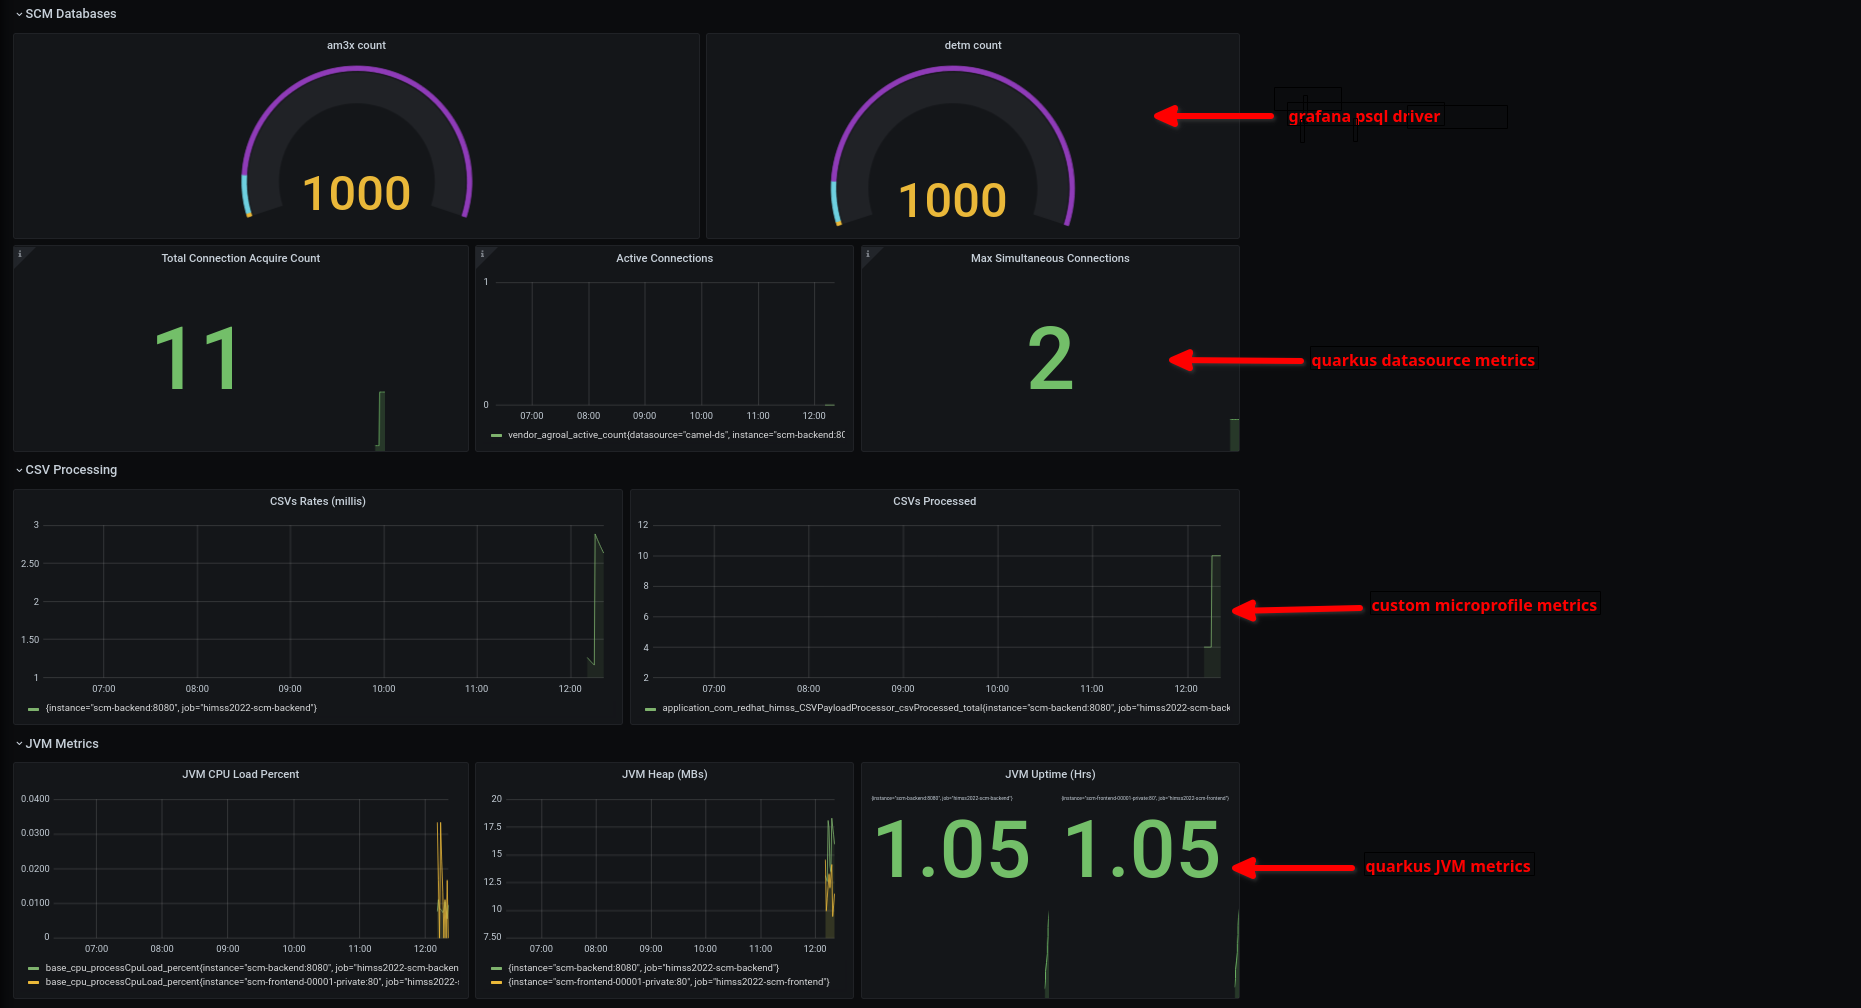 SCM Databases
am3x count
detm count
1000
1000
grafana psql driver
Total Connection Acquire Count
Active Connections
Max Simultaneous Connections
11
1
0
07:00 08:00 09:00 10:00 11:00 12:00
vendor_agroal_active_count{datasource="camel-ds", instance="scm-backend:80
2
quarkus datasource metrics
CSV Processing
CSVs Rates (millis)
3
2.50
2
1.50
1
07:00 08:00 09:00 10:00 11:00 12:00
{instance="scm-backend:8080", job="himss2022-scm-backend"}
CSVs Processed
12
10
8
6
4
2
07:00 08:00 09:00 10:00 11:00 12:00
application_com_redhat_himss_CSVPayloadProcessor_csvProcessed_total{instance="scm-backend:8080", job="himss2022-scm-back
custom microprofile metrics
JVM Metrics
JVM CPU Load Percent
0.0400
0.0300
0.0200
0.0100
0
07:00 08:00 09:00 10:00 11:00 12:00
base_cpu_processCpuLoad_percent{instance="scm-backend:8080", job="himss2022-scm-backen
base_cpu_processCpuLoad_percent{instance="scm-frontend-00001-private:80", job="himss2022-
JVM Heap (MBs)
20
17.5
15
12.5
10
7.50
07:00 08:00 09:00 10:00 11:00 12:00
{instance="scm-backend:8080", job="himss2022-scm-backend"}
{instance="scm-frontend-00001-private:80", job="himss2022-scm-frontend"}
JVM Uptime (Hrs)
{instance="scm-backend:8080", job="himss2022-scm-backend"}
{instance="scm-frontend-00001-private:80", job="himss2022-scm-frontend"}
1.05
1.05
quarkus JVM metrics